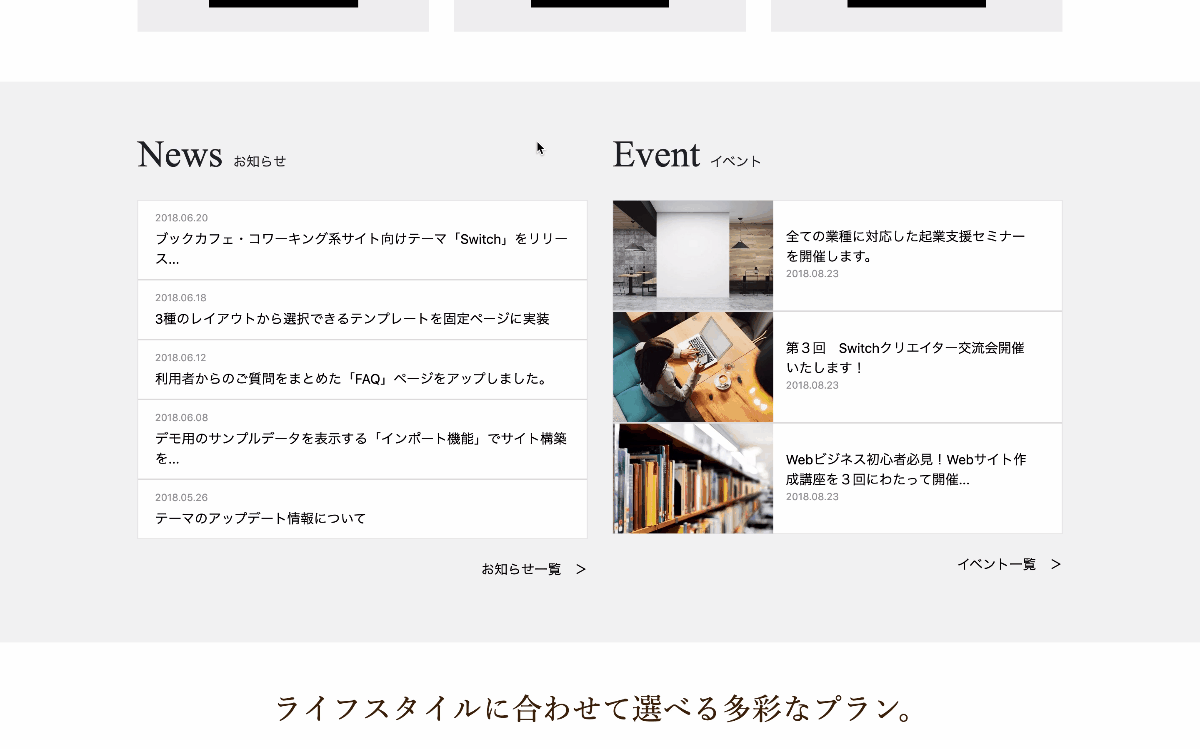 News お知らせ
2018.06.20
ブックカフェ・コワーキング系サイト向けテーマ「Switch」をリリー
ス...
2018.06.18
3種のレイアウトから選択できるテンプレートを固定ページに実装
2018.06.12
利用者からのご質問をまとめた「FAQ」ページをアップしました。
2018.06.08
デモ用のサンプルデータを表示する「インポート機能」でサイト構築
を...
2018.05.26
テーマのアップデート情報について
お知らせ一覧 >
Event イベント
全ての業種に対応した起業支援セミナー
を開催します。
2018.08.23
第３回　Switchクリエイター交流会開催
いたします！
2018.08.23
Webビジネス初心者必見！Webサイト作
成講座を３回にわたって開催...
2018.08.23
イベント一覧 >
ライフスタイルに合わせて選べる多彩なプラン。